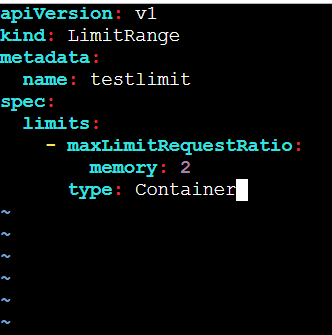 apiVersion: v1
kind: LimitRange
metadata:
  name: testlimit
spec:
  limits:
    - maxLimitRequestRatio:
        memory: 2
      type: Container
~
~
~
~
~
~